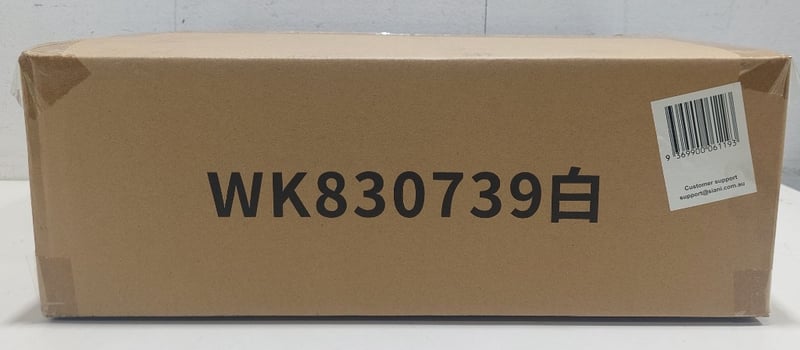 WK830739白
9 369900 061193
Customer support
support@siani.com.au